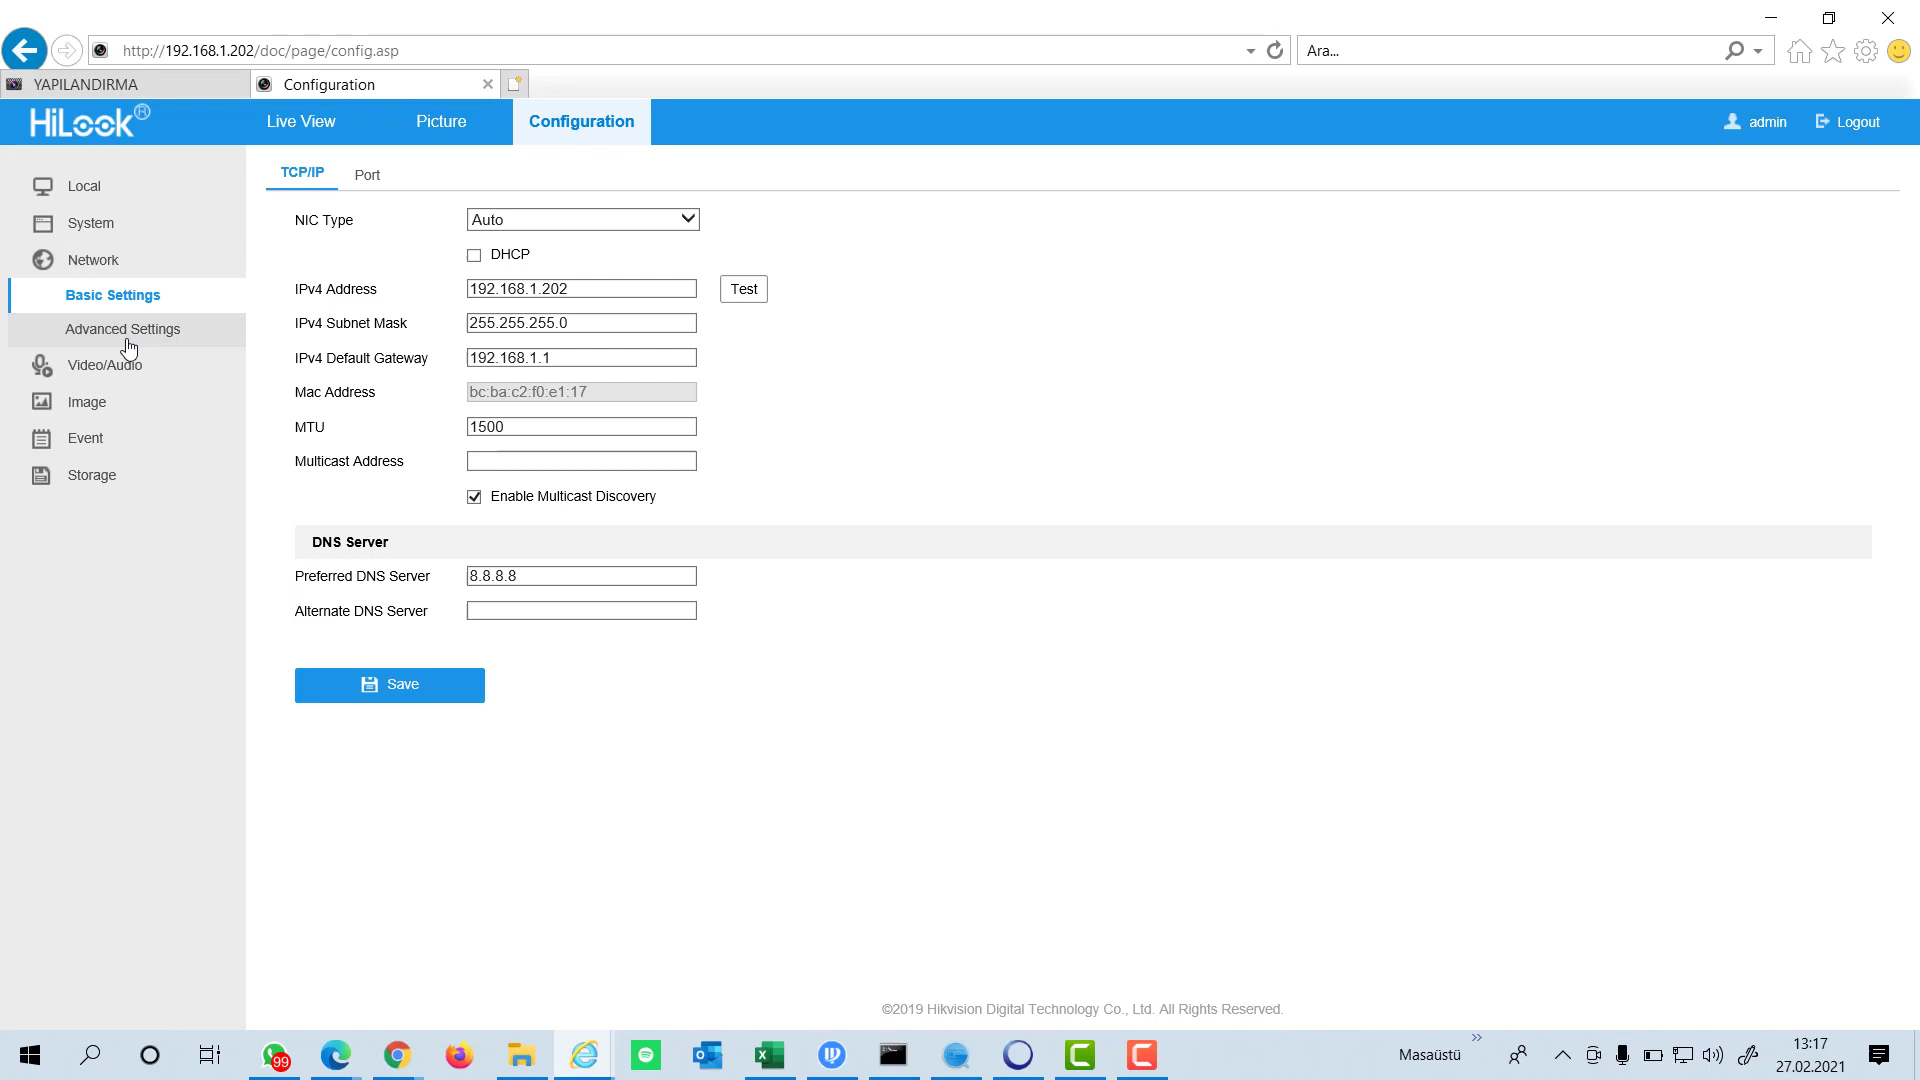 http://192.168.1.202/doc/page/config.asp
Ara...
YAPILANDIRMA
Configuration
HiLook®
Live View
Picture
Configuration
admin
Logout
Local
System
Network
Basic Settings
Advanced Settings
Video/Audio
Image
Event
Storage
TCP/IP
Port
NIC Type
Auto
DHCP
IPv4 Address
192.168.1.202
Test
IPv4 Subnet Mask
255.255.255.0
IPv4 Default Gateway
192.168.1.1
Mac Address
bc:ba:c2:f0:e1:17
MTU
1500
Multicast Address
Enable Multicast Discovery
DNS Server
Preferred DNS Server
8.8.8.8
Alternate DNS Server
Save
©2019 Hikvision Digital Technology Co., Ltd. All Rights Reserved.
99
Masaüstü
13:17
27.02.2021